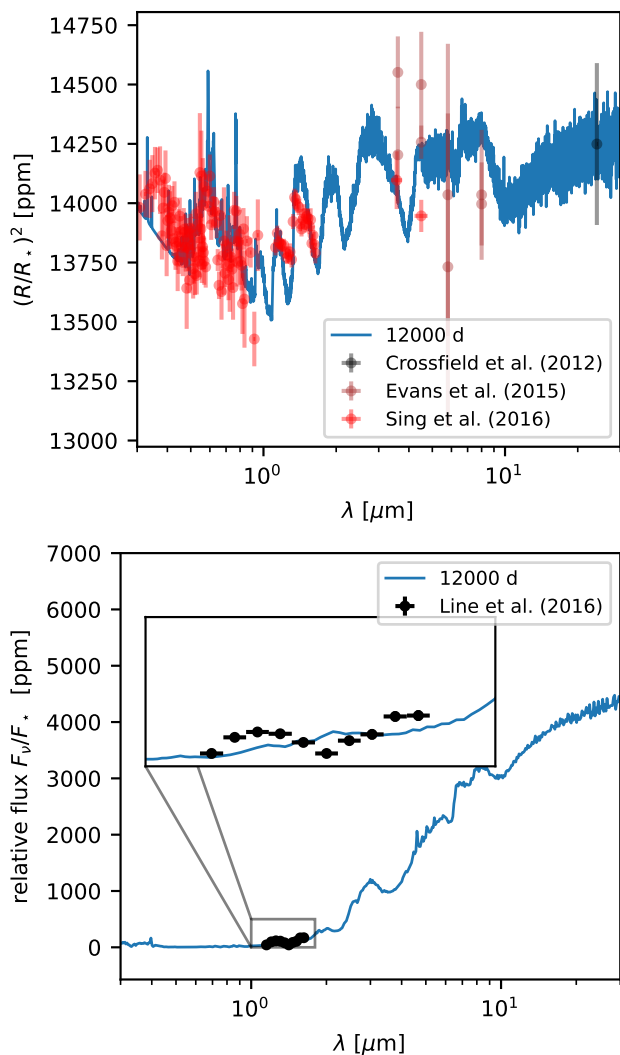 14750
14500
14250
14000
13750
13500
13250
13000
(R/R⋆)² [ppm]
12000 d
Crossfield et al. (2012)
Evans et al. (2015)
Sing et al. (2016)
10⁰ 10¹
λ [μm]
7000
6000
5000
4000
3000
2000
1000
0
relative flux Fν/F⋆ [ppm]
12000 d
Line et al. (2016)
10⁰ 10¹
λ [μm]